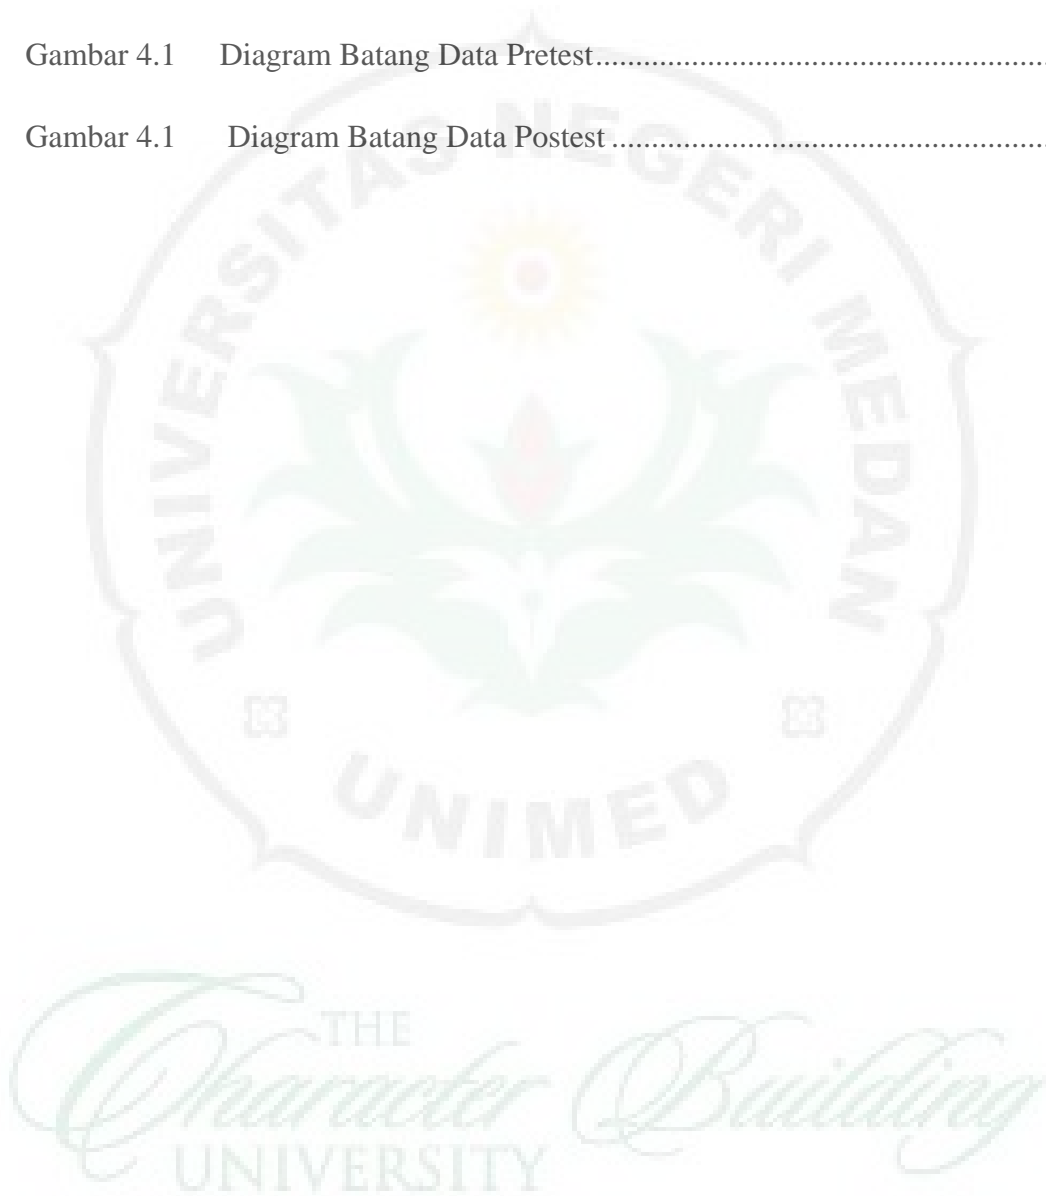 Gambar 4.1 Diagram Batang Data Pretest........................................................
Gambar 4.1 Diagram Batang Data Postest ......................................................
UNIVERSITAS NEGERI MEDAN
UNIMED
THE
Character Building
UNIVERSITY